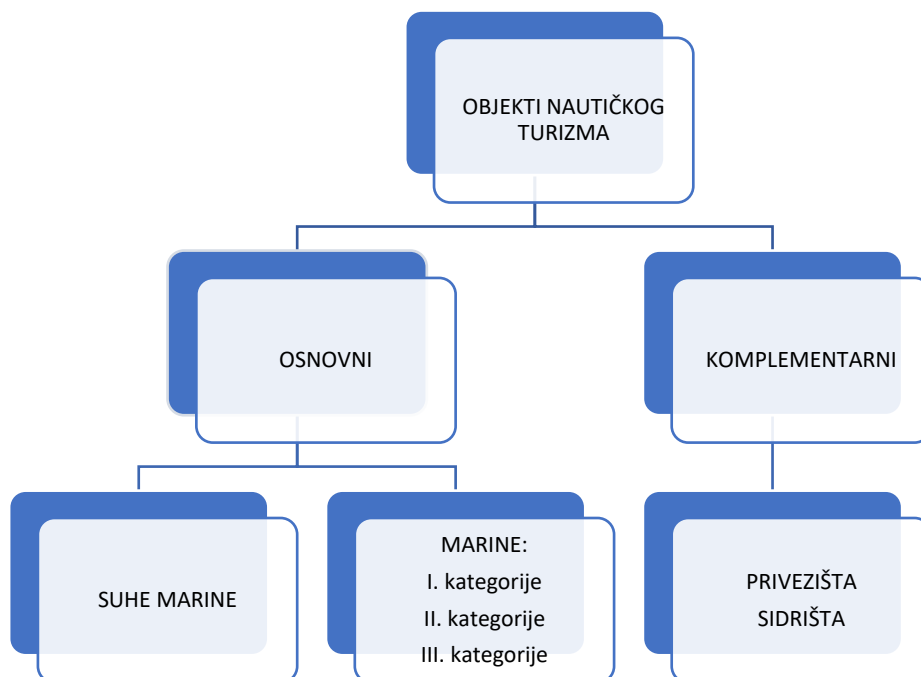 OBJEKTI NAUTIČKOG
TURIZMA
OSNOVNI
KOMPLEMENTARNI
SUHE MARINE
MARINE:
I. kategorije
II. kategorije
III. kategorije
PRIVEZIŠTA
SIDRIŠTA